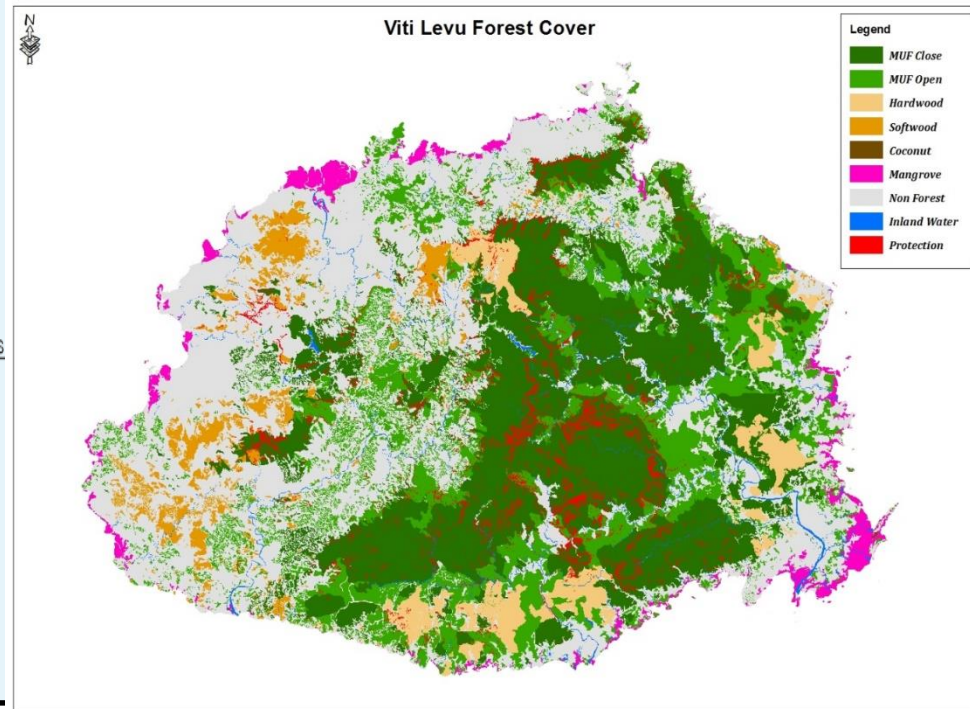 N
Viti Levu Forest Cover
Legend
MUF Close
MUF Open
Hardwood
Softwood
Coconut
Mangrove
Non Forest
Inland Water
Protection